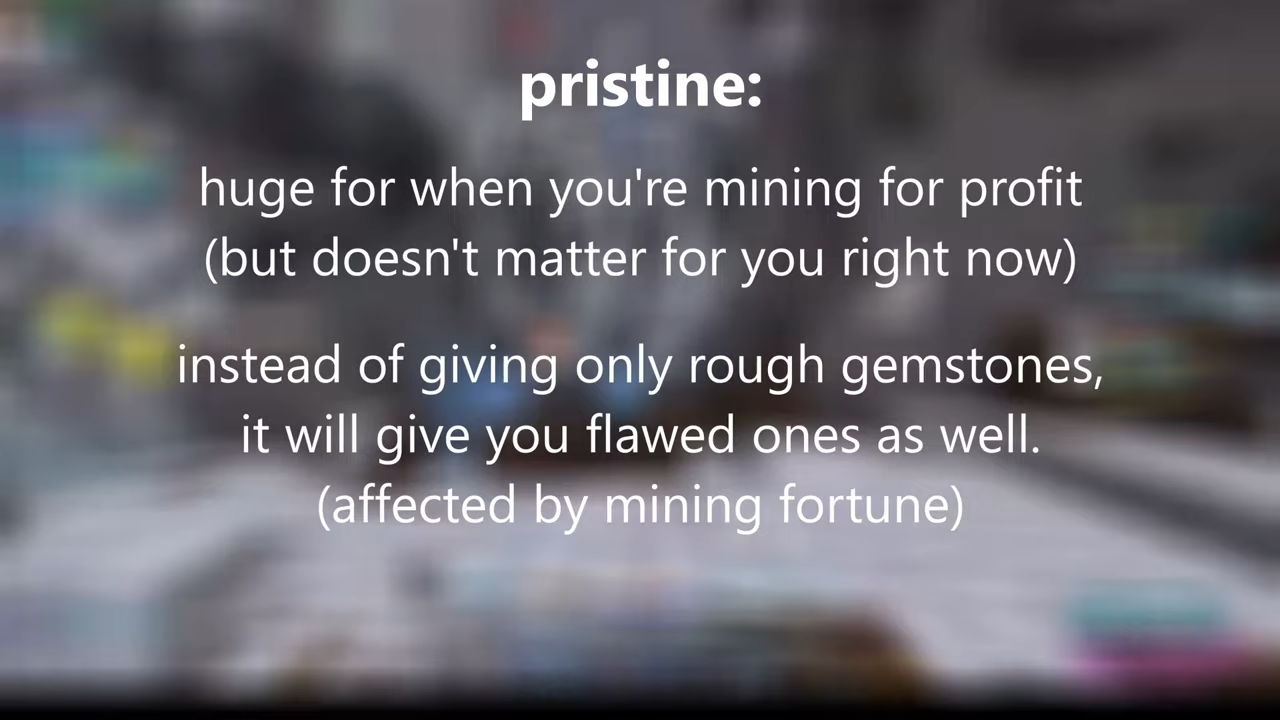 pristine:
huge for when you're mining for profit
(but doesn't matter for you right now)
instead of giving only rough gemstones,
it will give you flawed ones as well.
(affected by mining fortune)